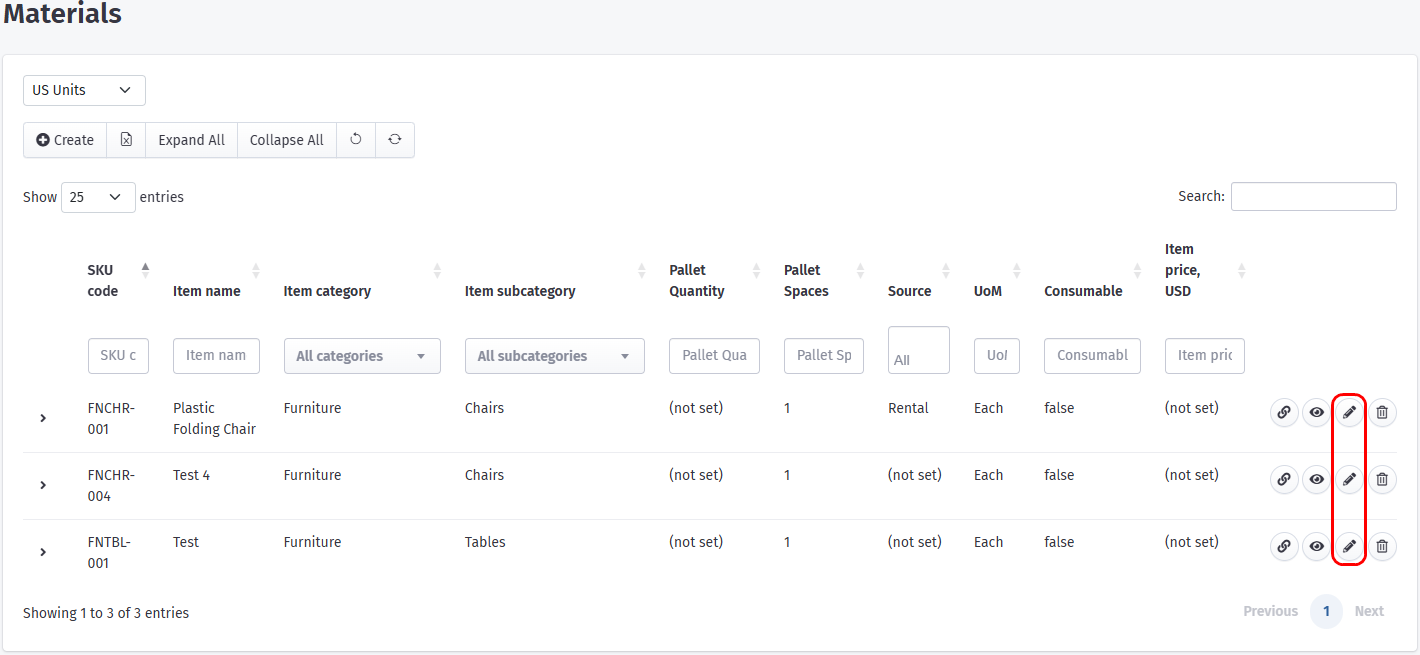 Materials
US Units
Create Expand All Collapse All
Show 25 entries Search:
SKU code Item name Item category Item subcategory Pallet Quantity Pallet Spaces Source UoM Consumable Item price, USD
SKU c Item nam All categories All subcategories Pallet Qua Pallet Sp All UoM Consumabl Item pric
FNCHR-001 Plastic Folding Chair Furniture Chairs (not set) 1 Rental Each false (not set)
FNCHR-004 Test 4 Furniture Chairs (not set) 1 (not set) Each false (not set)
FNTBL-001 Test Furniture Tables (not set) 1 (not set) Each false (not set)
Showing 1 to 3 of 3 entries Previous 1 Next